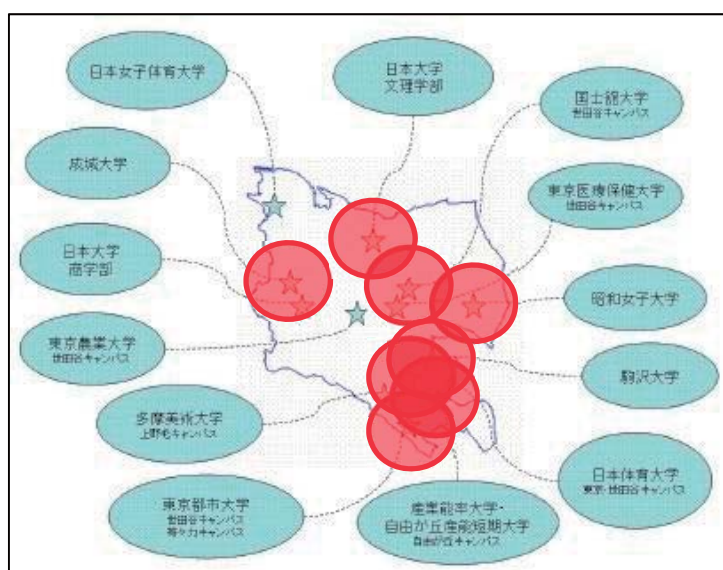 日本女子体育大学
日本大学
文理学部
国士舘大学
世田谷キャンパス
成城大学
東京医療保健大学
世田谷キャンパス
日本大学
商学部
昭和女子大学
東京農業大学
世田谷キャンパス
駒沢大学
多摩美術大学
上野毛キャンパス
日本体育大学
東京・世田谷キャンパス
東京都市大学
世田谷キャンパス
等々力キャンパス
産業能率大学・
自由が丘産能短期大学
自由が丘キャンパス